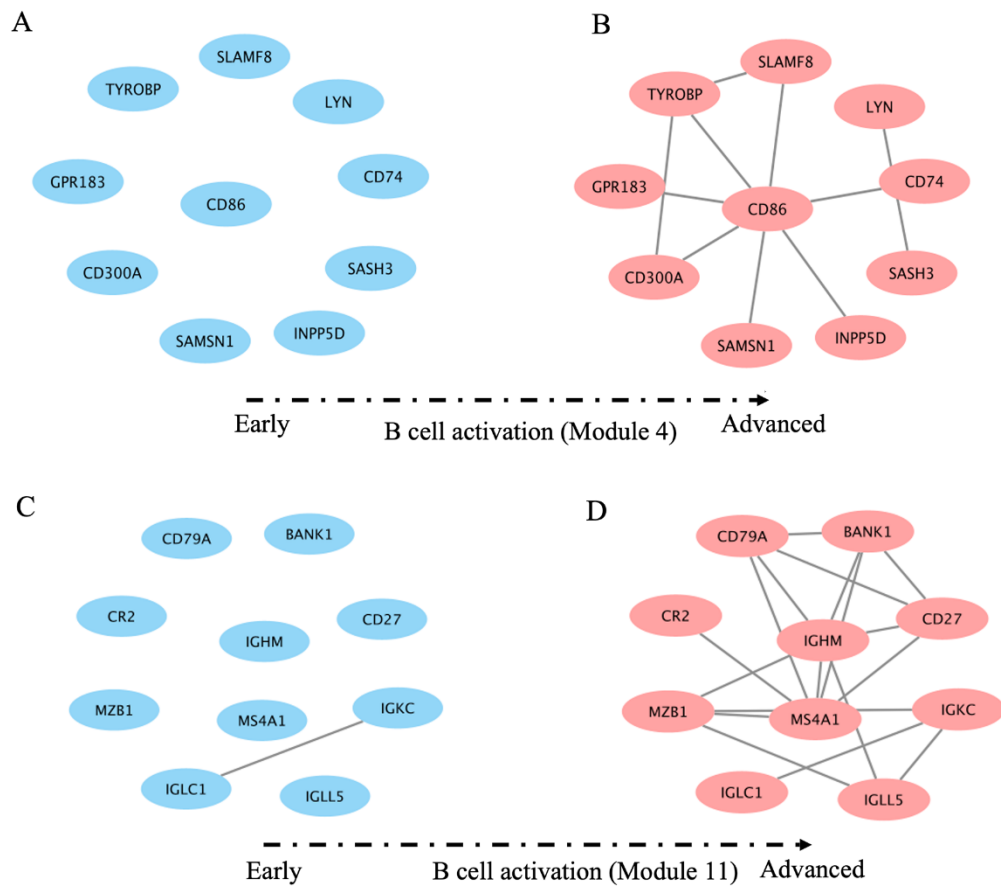 A
SLAMF8
TYROBP
LYN
GPR183
CD74
CD86
CD300A
SASH3
SAMSN1
INPP5D
B
SLAMF8
TYROBP
LYN
GPR183
CD74
CD86
CD300A
SASH3
SAMSN1
INPP5D
Early
B cell activation (Module 4)
Advanced
C
CD79A
BANK1
CR2
CD27
IGHM
MZB1
MS4A1
IGKC
IGLC1
IGLL5
D
CD79A
BANK1
CR2
CD27
IGHM
MZB1
MS4A1
IGKC
IGLC1
IGLL5
Early
B cell activation (Module 11)
Advanced